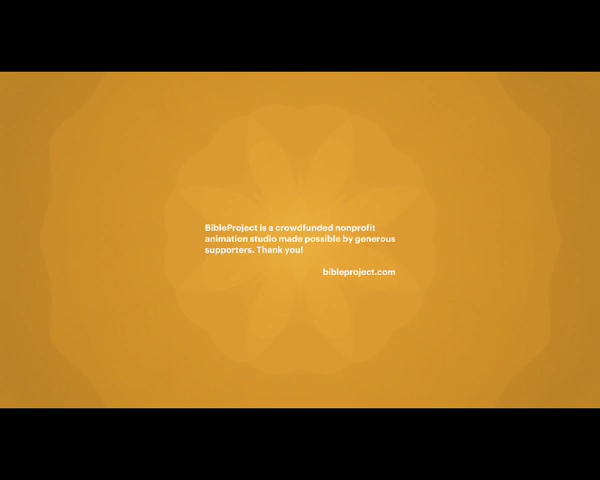 BibleProject is a crowdfunded nonprofit
animation studio made possible by generous
supporters. Thank you!
bibleproject.com